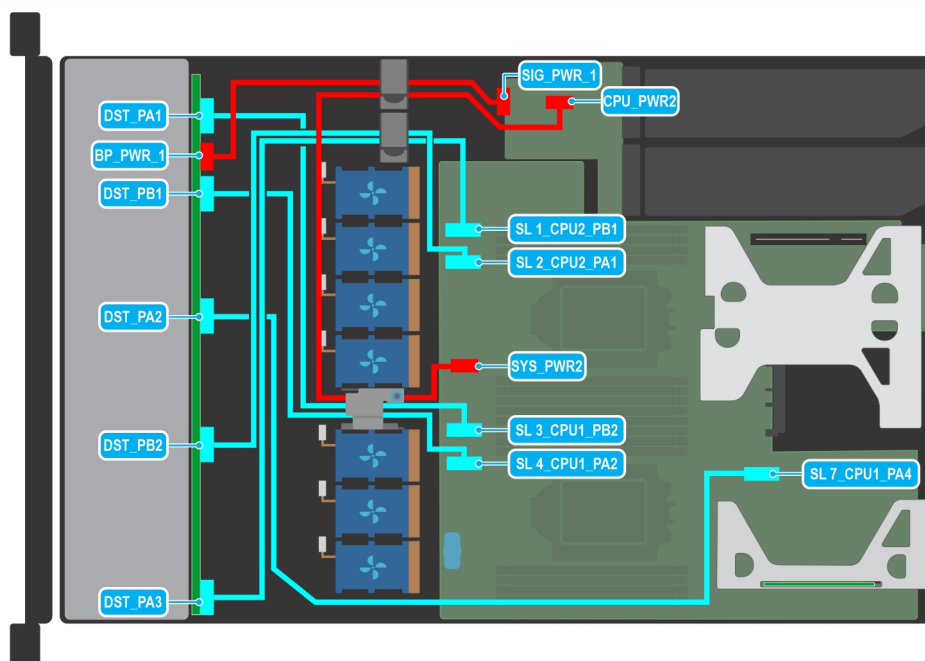 SIG_PWR_1
CPU_PWR2
DST_PA1
BP_PWR_1
DST_PB1
SL 1_CPU2_PB1
SL 2_CPU2_PA1
DST_PA2
SYS_PWR2
SL 3_CPU1_PB2
DST_PB2
SL 4_CPU1_PA2
SL 7_CPU1_PA4
DST_PA3